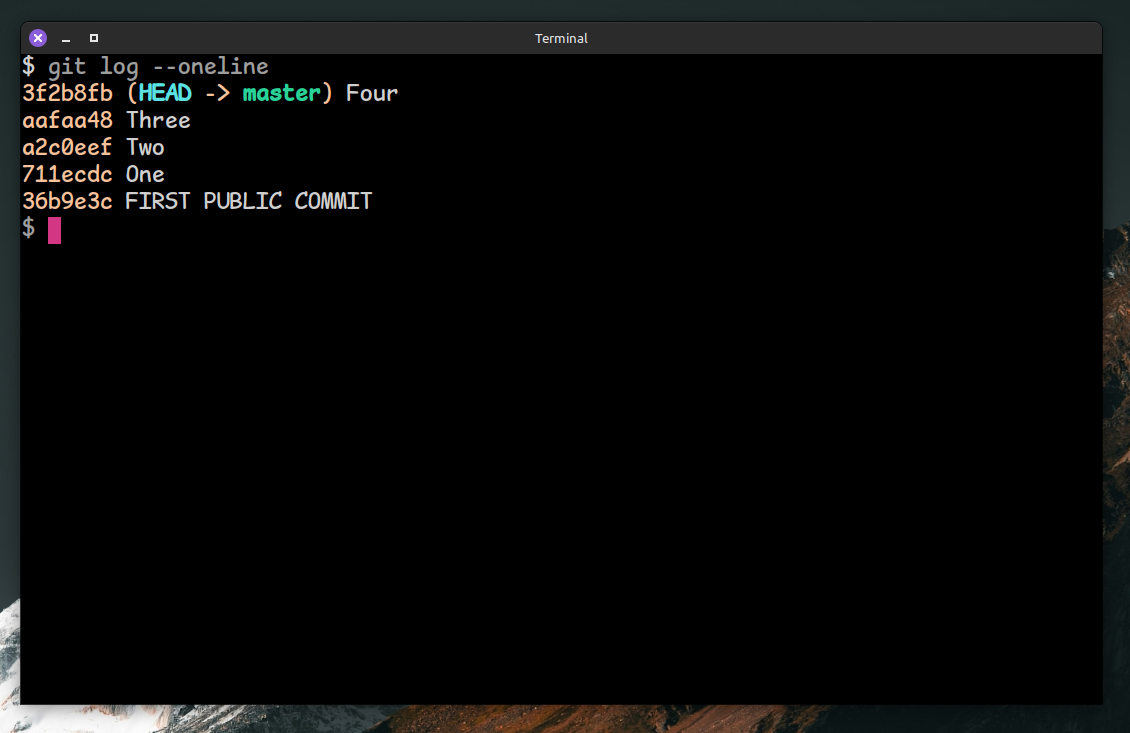 Terminal
$ git log --oneline
3f2b8fb (HEAD -> master) Four
aafaa48 Three
a2c0eef Two
711ecdc One
36b9e3c FIRST PUBLIC COMMIT
$